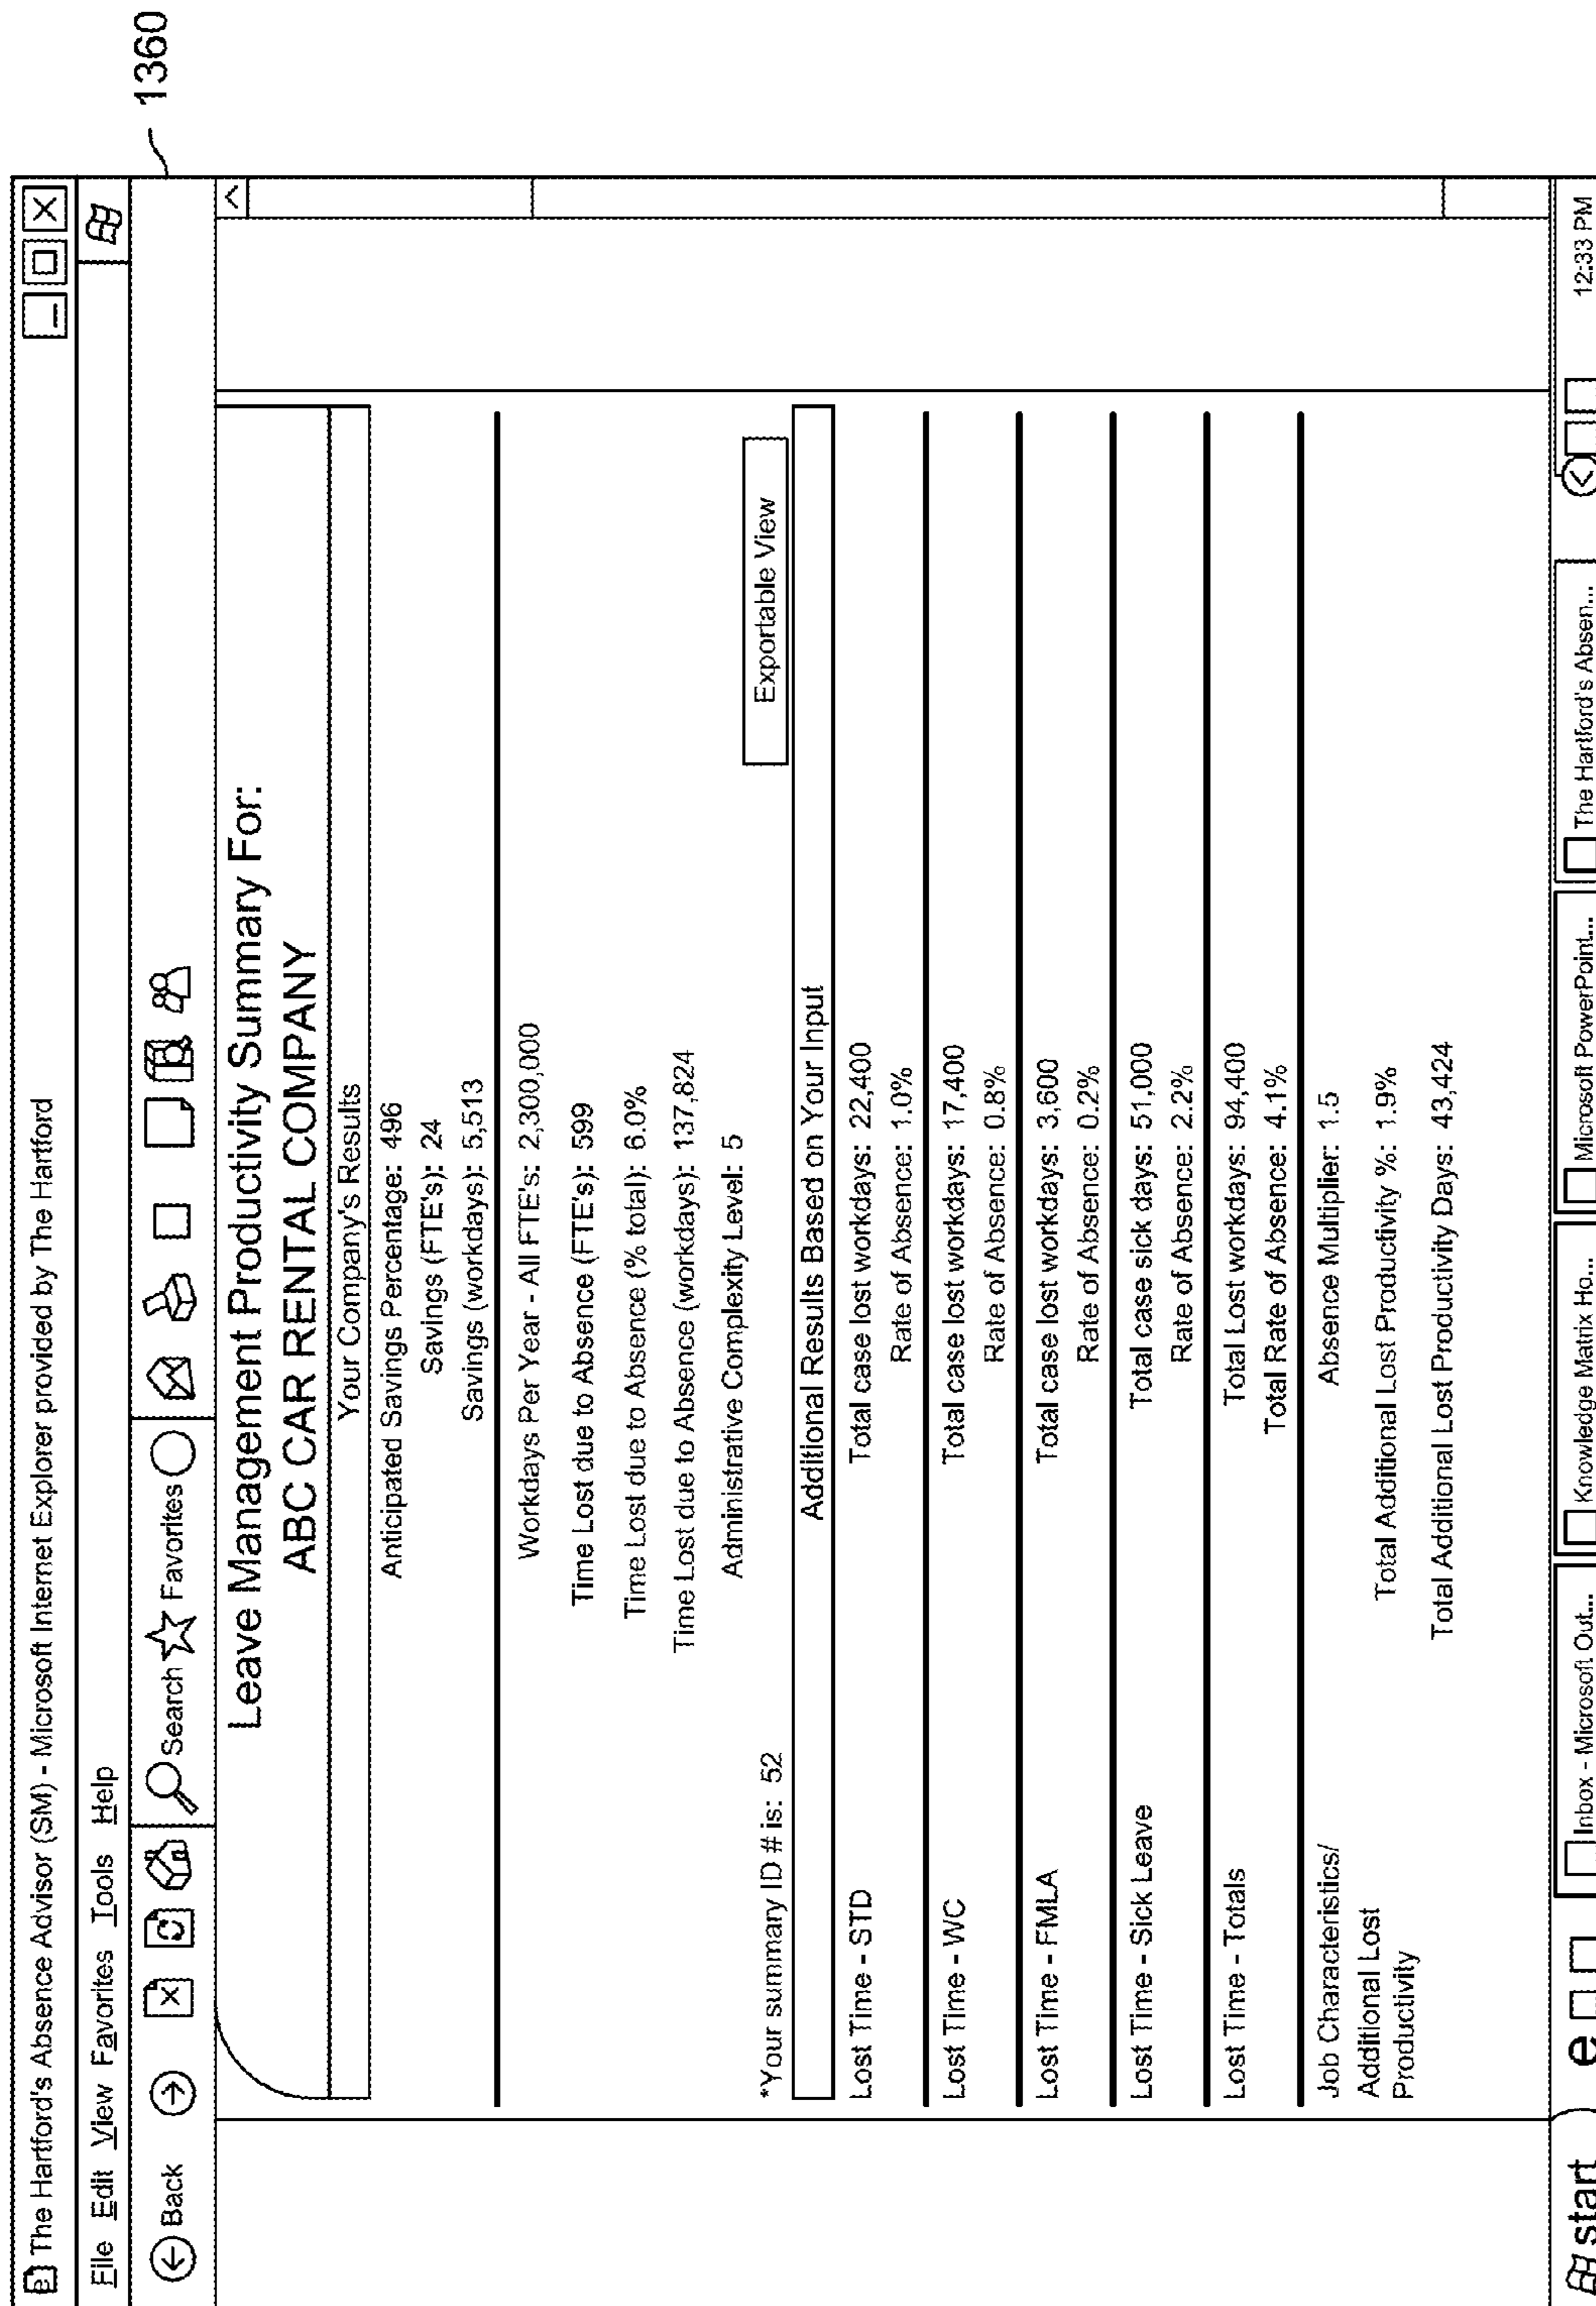 1360
The Hartford's Absence Advisor (SM) - Microsoft Internet Explorer provided by The Hartford
File Edit View Favorites Tools Help
Back Search Favorites
Leave Management Productivity Summary For:
ABC CAR RENTAL COMPANY
Your Company's Results
Anticipated Savings Percentage: 496
Savings (FTE's): 24
Savings (workdays): 5,513
Workdays Per Year - All FTE's: 2,300,000
Time Lost due to Absence (FTE's): 599
Time Lost due to Absence (% total): 6.0%
Time Lost due to Absence (workdays): 137,824
Administrative Complexity Level: 5
*Your summary ID # is: 52
Exportable View
Additional Results Based on Your Input
Lost Time - STD Total case lost workdays: 22,400
Rate of Absence: 1.0%
Lost Time - WC Total case lost workdays: 17,400
Rate of Absence: 0.8%
Lost Time - FMLA Total case lost workdays: 3,600
Rate of Absence: 0.2%
Lost Time - Sick Leave Total case sick days: 51,000
Rate of Absence: 2.2%
Lost Time - Totals Total Lost workdays: 94,400
Total Rate of Absence: 4.1%
Job Characteristics/ Absence Multiplier: 1.5
Additional Lost Total Additional Lost Productivity %: 1.9%
Productivity
Total Additional Lost Productivity Days: 43,424
start e Inbox - Microsoft Out... Knowledge Matrix Ho... Microsoft PowerPoint... The Hartford's Absen... 12:33 PM